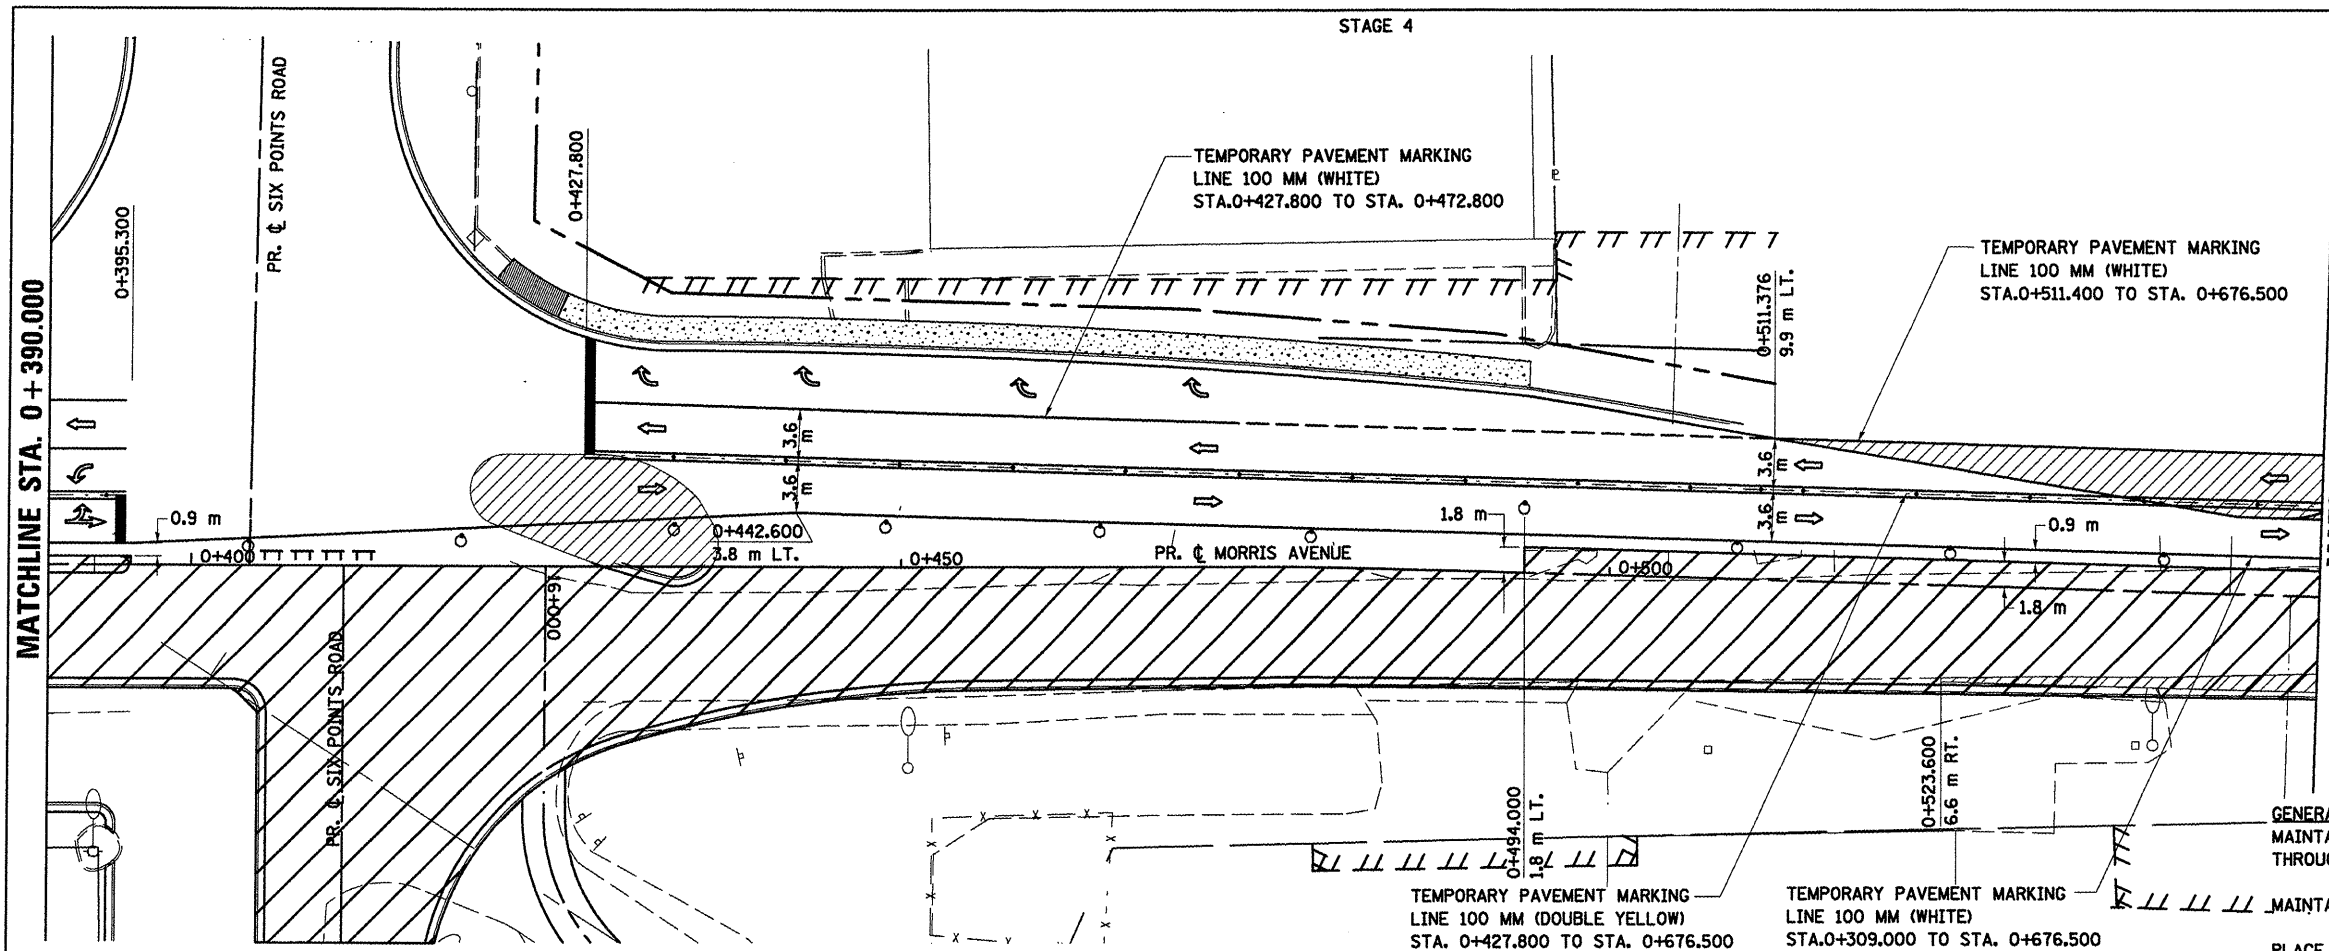 STAGE 4
MATCHLINE STA. 0+390.000
0+395.300
PR. ℄ SIX POINTS ROAD
0+427.800
TEMPORARY PAVEMENT MARKING
LINE 100 MM (WHITE)
STA.0+427.800 TO STA. 0+472.800
TEMPORARY PAVEMENT MARKING
LINE 100 MM (WHITE)
STA.0+511.400 TO STA. 0+676.500
0+511.376
9.9 m LT.
3.6 m
3.6 m
3.6 m
3.6 m
0.9 m
0+400
0+442.600
3.8 m LT.
0+450
PR. ℄ MORRIS AVENUE
1.8 m
0+500
0.9 m
1.8 m
16+000
PR. ℄ SIX POINTS ROAD
0+494.000
1.8 m LT.
0+523.600
6.6 m RT.
TEMPORARY PAVEMENT MARKING
LINE 100 MM (DOUBLE YELLOW)
STA. 0+427.800 TO STA. 0+676.500
TEMPORARY PAVEMENT MARKING
LINE 100 MM (WHITE)
STA.0+309.000 TO STA. 0+676.500
GENERA
MAINTA
THROUG
MAINTA
PLACE